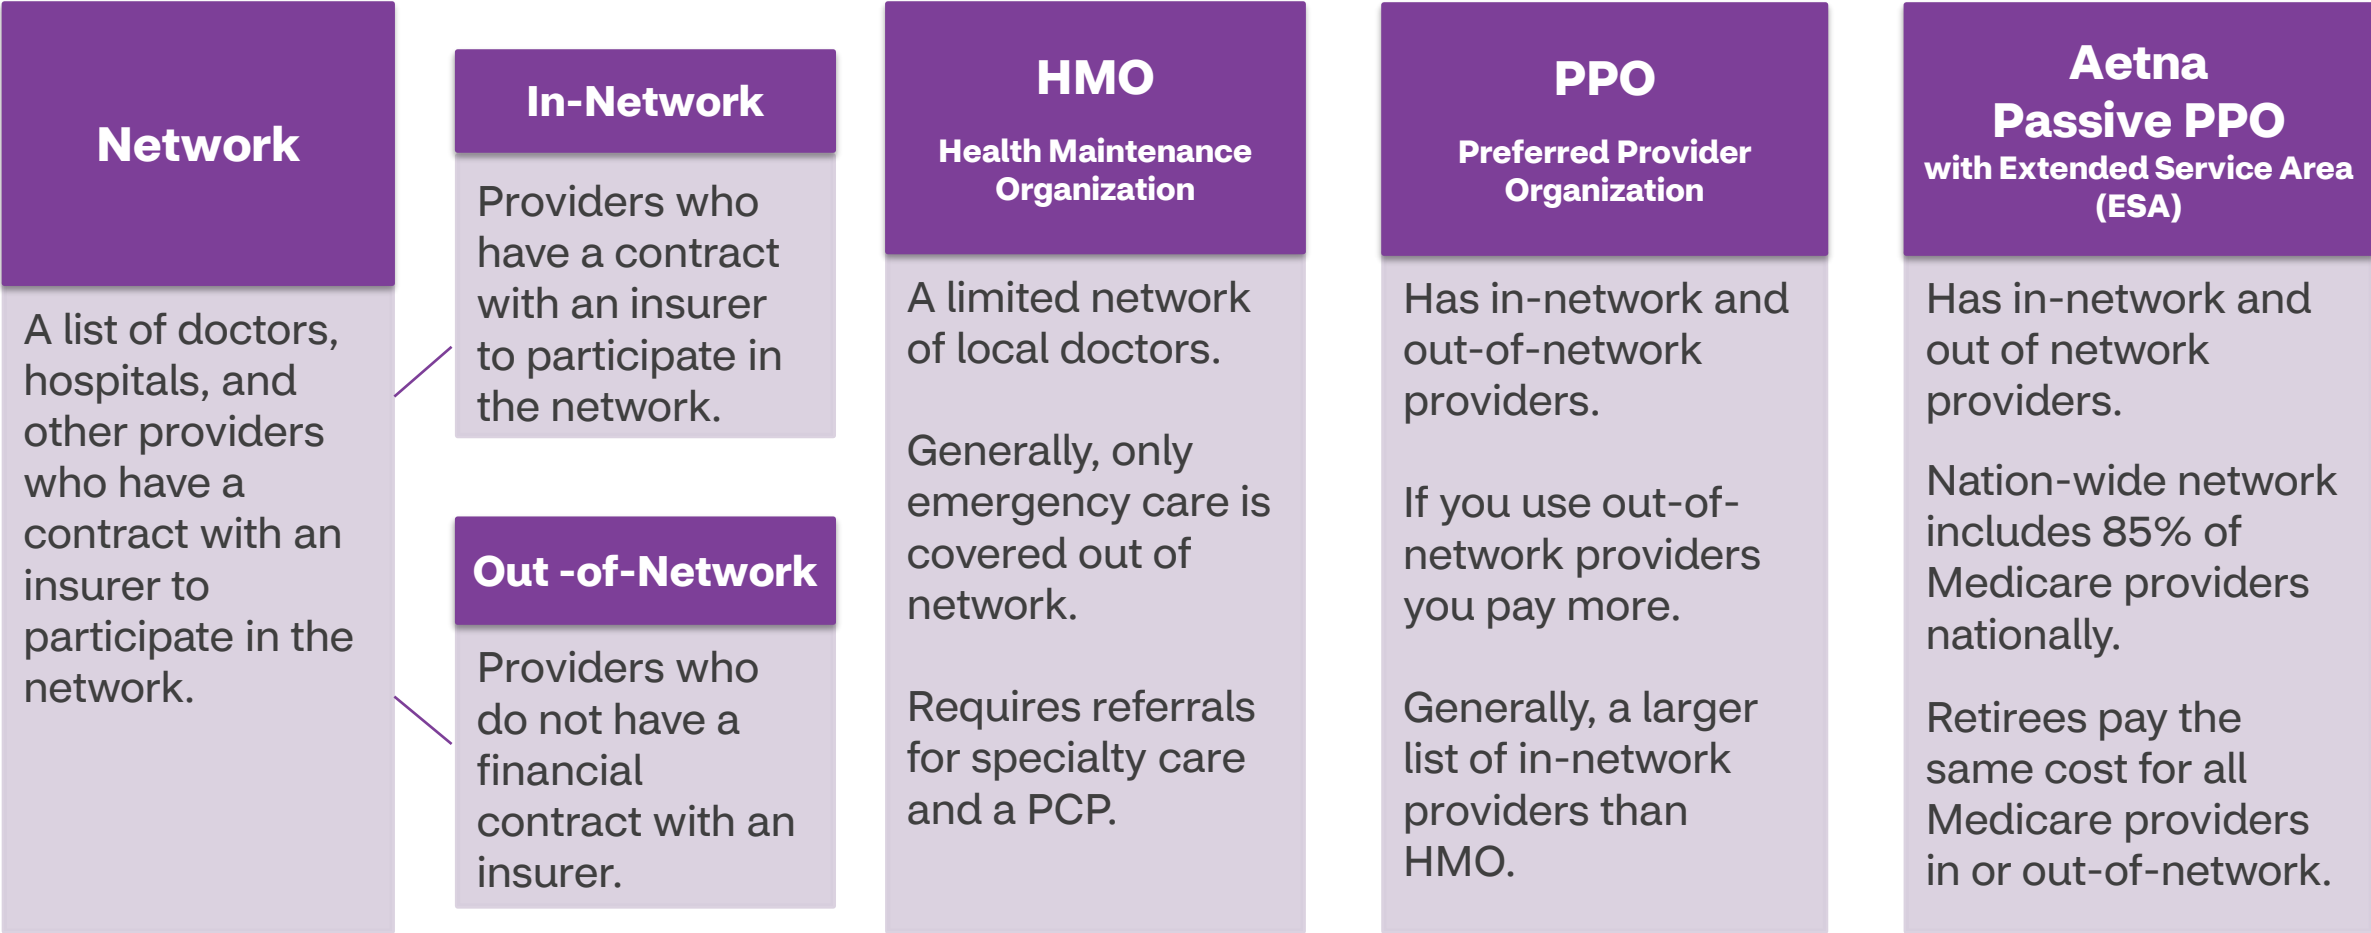 Network
A list of doctors,
hospitals, and
other providers
who have a
contract with an
insurer to
participate in the
network.
In-Network
Providers who
have a contract
with an insurer
to participate in
the network.
Out -of-Network
Providers who
do not have a
financial
contract with an
insurer.
HMO
Health Maintenance
Organization
A limited network
of local doctors.
Generally, only
emergency care is
covered out of
network.
Requires referrals
for specialty care
and a PCP.
PPO
Preferred Provider
Organization
Has in-network and
out-of-network
providers.
If you use out-of-
network providers
you pay more.
Generally, a larger
list of in-network
providers than
HMO.
Aetna
Passive PPO
with Extended Service Area
(ESA)
Has in-network and
out of network
providers.
Nation-wide network
includes 85% of
Medicare providers
nationally.
Retirees pay the
same cost for all
Medicare providers
in or out-of-network.